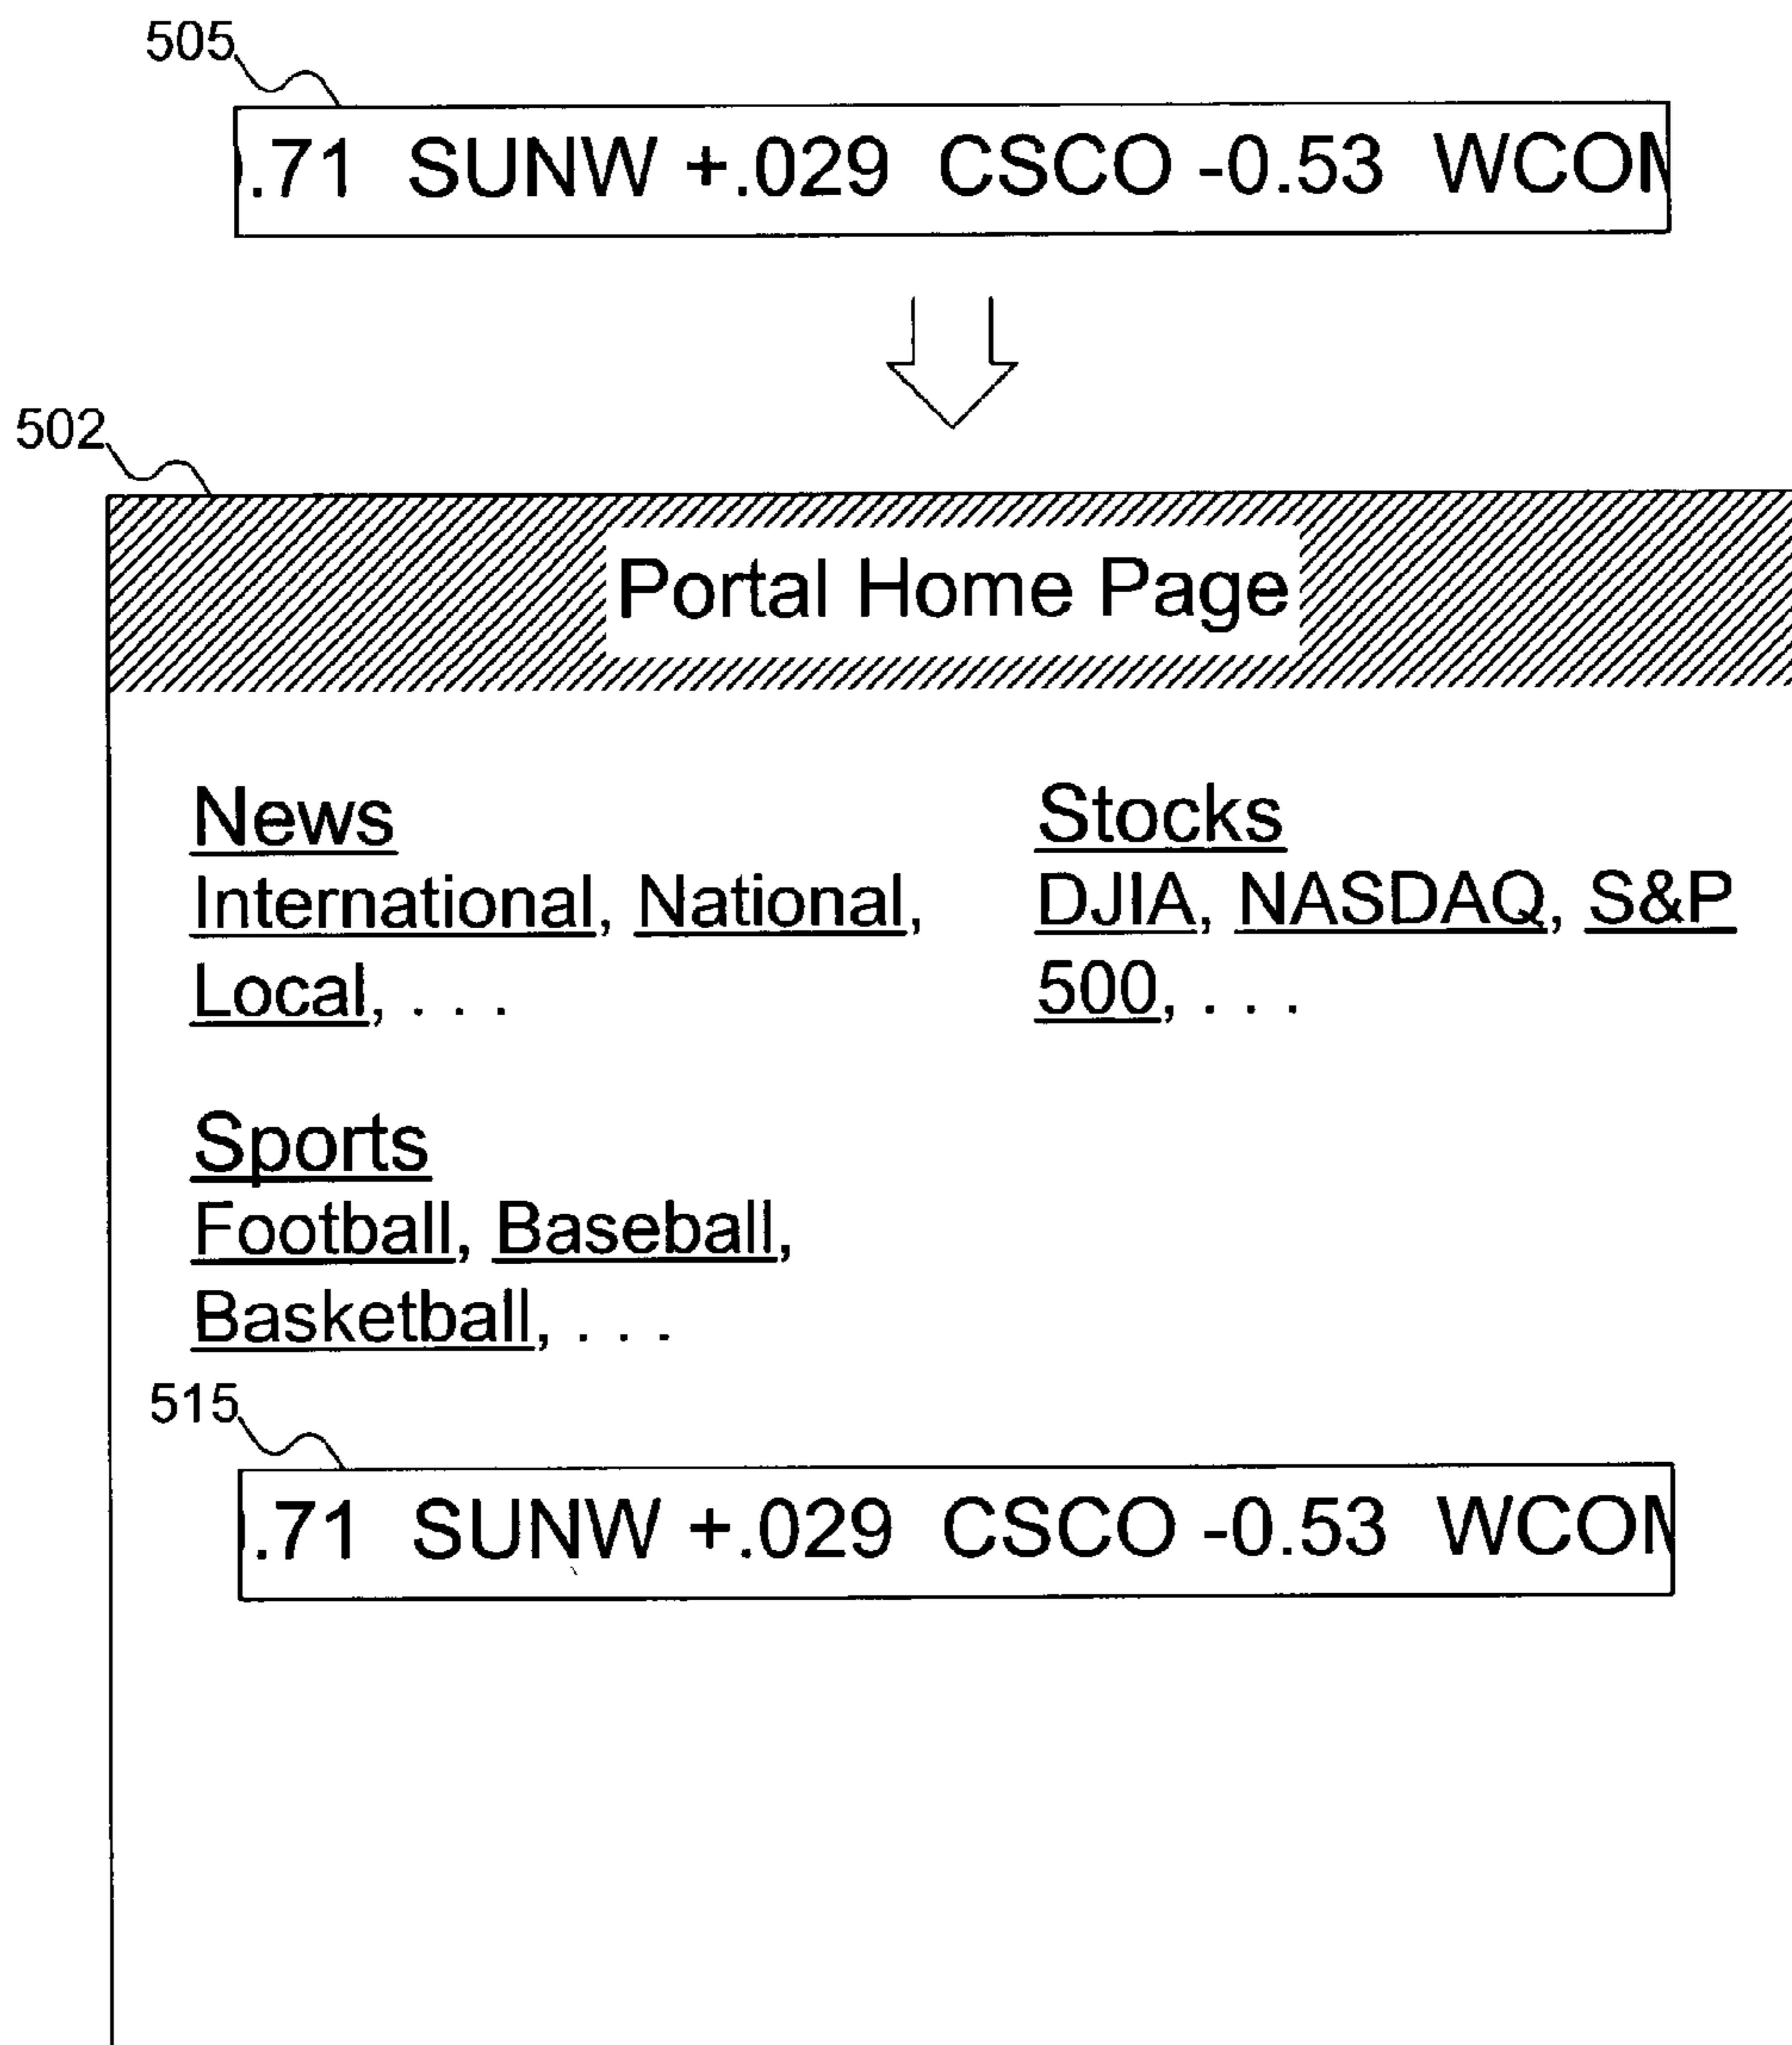 505
.71 SUNW +.029 CSCO -0.53 WCOM
502
Portal Home Page
News
International, National,
Local, . . .
Stocks
DJIA, NASDAQ, S&P
500, . . .
Sports
Football, Baseball,
Basketball, . . .
515
.71 SUNW +.029 CSCO -0.53 WCOM